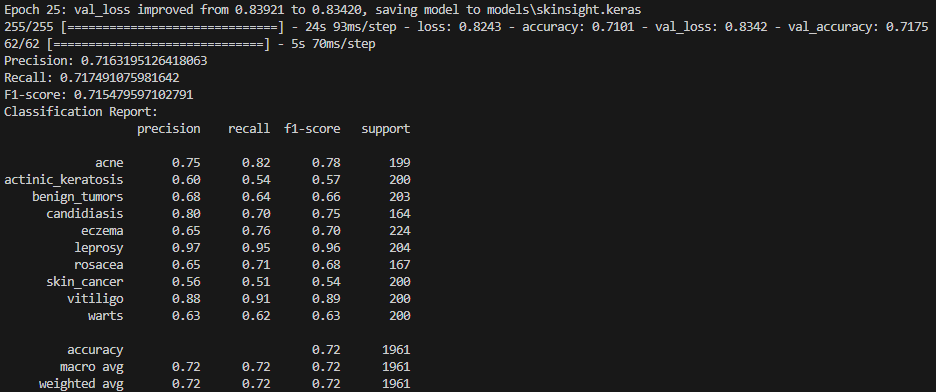 Epoch 25: val_loss improved from 0.83921 to 0.83420, saving model to models\skinsight.keras
255/255 [==============================] - 24s 93ms/step - loss: 0.8243 - accuracy: 0.7101 - val_loss: 0.8342 - val_accuracy: 0.7175
62/62 [==============================] - 5s 70ms/step
Precision: 0.7163195126418063
Recall: 0.717491075981642
F1-score: 0.715479597102791
Classification Report:
precision recall f1-score support
acne 0.75 0.82 0.78 199
actinic_keratosis 0.60 0.54 0.57 200
benign_tumors 0.68 0.64 0.66 203
candidiasis 0.80 0.70 0.75 164
eczema 0.65 0.76 0.70 224
leprosy 0.97 0.95 0.96 204
rosacea 0.65 0.71 0.68 167
skin_cancer 0.56 0.51 0.54 200
vitiligo 0.88 0.91 0.89 200
warts 0.63 0.62 0.63 200
accuracy 0.72 1961
macro avg 0.72 0.72 0.72 1961
weighted avg 0.72 0.72 0.72 1961